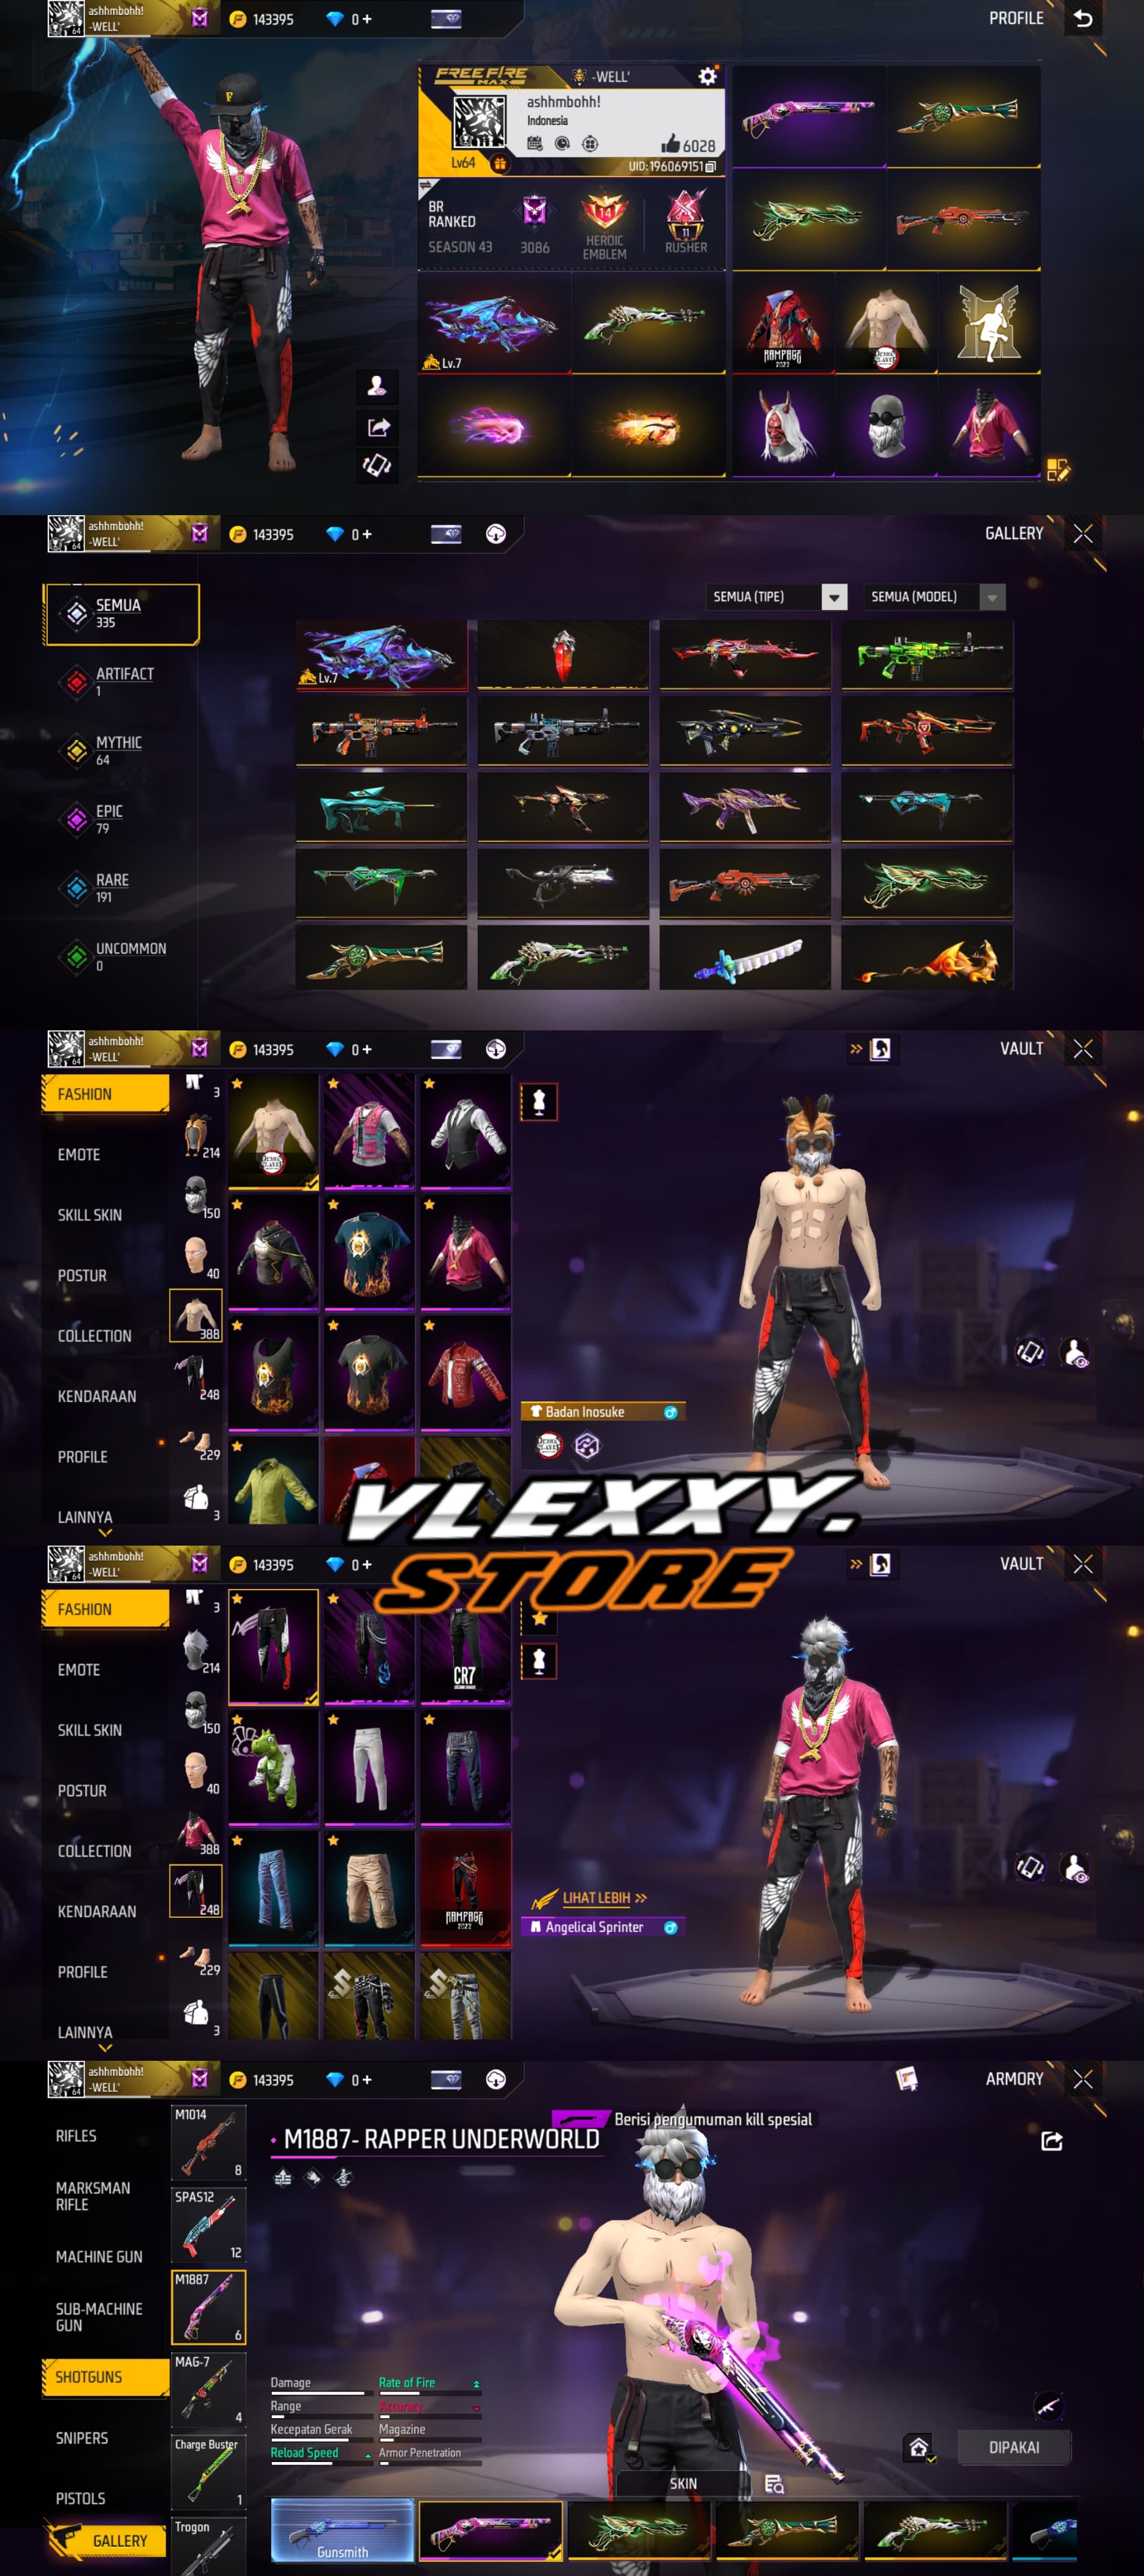 ashhmbohh!
-WELL'
64
143395
0 +
PROFILE
FREE FIRE
MAX
-WELL'
ashhmbohh!
Indonesia
6028
Lv64
UID:196069151
BR
RANKED
SEASON 43
3086
14
HEROIC
EMBLEM
11
RUSHER
Lv.7
RAMPAGE
2022
DEMON
SLAYER
ashhmbohh!
-WELL'
64
143395
0 +
GALLERY
SEMUA
335
SEMUA (TIPE)
SEMUA (MODEL)
ARTIFACT
1
MYTHIC
64
EPIC
79
RARE
191
UNCOMMON
0
Lv.7
ashhmbohh!
-WELL'
64
143395
0 +
VAULT
FASHION
EMOTE
SKILL SKIN
POSTUR
COLLECTION
KENDARAAN
PROFILE
LAINNYA
3
214
150
40
388
248
229
3
DEMON
SLAYER
Badan Inosuke
VLEXXY.
STORE
ashhmbohh!
-WELL'
64
143395
0 +
VAULT
FASHION
EMOTE
SKILL SKIN
POSTUR
COLLECTION
KENDARAAN
PROFILE
LAINNYA
3
214
150
40
388
248
229
3
CR7
RAMPAGE
2022
LIHAT LEBIH
Angelical Sprinter
ashhmbohh!
-WELL'
64
143395
0 +
ARMORY
RIFLES
MARKSMAN
RIFLE
MACHINE GUN
SUB-MACHINE
GUN
SHOTGUNS
SNIPERS
PISTOLS
GALLERY
M1014
8
SPAS12
12
M1887
6
MAG-7
4
Charge Buster
1
Trogon
Berisi pengumuman kill spesial
M1887- RAPPER UNDERWORLD
Damage
Rate of Fire
Range
Accuracy
Kecepatan Gerak
Magazine
Reload Speed
Armor Penetration
DIPAKAI
SKIN
Gunsmith